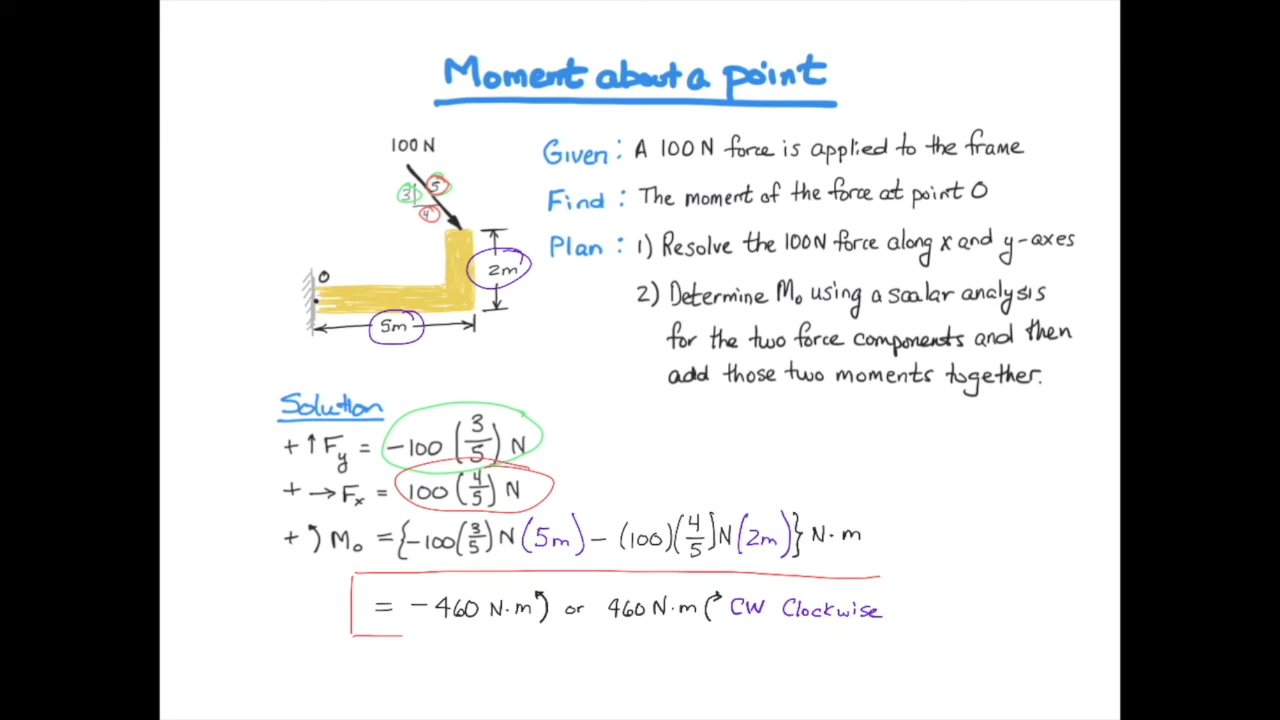 Moment about a point
100 N
3
5
4
O
2m
5m
Given: A 100 N force is applied to the frame
Find: The moment of the force at point O
Plan: 1) Resolve the 100N force along x and y-axes
2) Determine Mo using a scalar analysis
for the two force components and then
add those two moments together.
Solution
+ ↑ Fy = -100 (3/5) N
+ → Fx = 100 (4/5) N
+ ↺ Mo = {-100(3/5) N (5m) - (100)(4/5) N (2m)} N·m
= -460 N·m ↺ or 460 N·m ↻ CW Clockwise